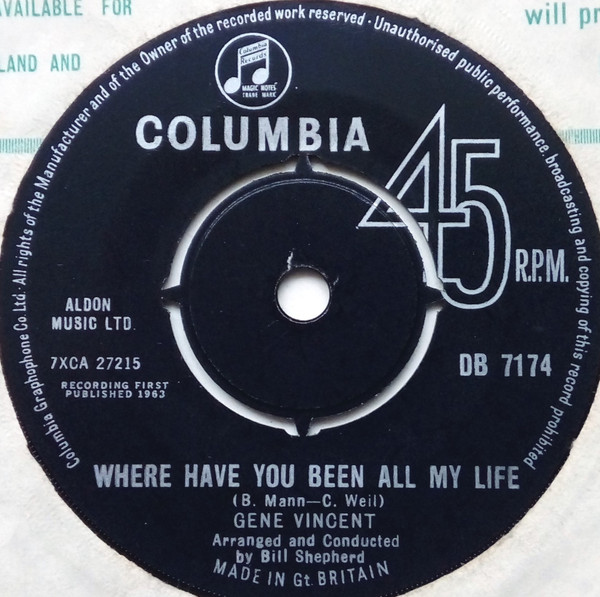 AVAILABLE FOR
LAND AND
will pr
Columbia Graphophone Co. Ltd. · All rights of the Manufacturer and of the Owner of the recorded work reserved · Unauthorised public performance, broadcasting and copying of this record prohibited
Columbia
Records
MAGIC NOTES
TRADE MARK
COLUMBIA
45
R.P.M.
ALDON
MUSIC LTD.
7XCA 27215
RECORDING FIRST
PUBLISHED 1963
DB 7174
WHERE HAVE YOU BEEN ALL MY LIFE
(B. Mann—C. Weil)
GENE VINCENT
Arranged and Conducted
by Bill Shepherd
MADE IN Gt. BRITAIN